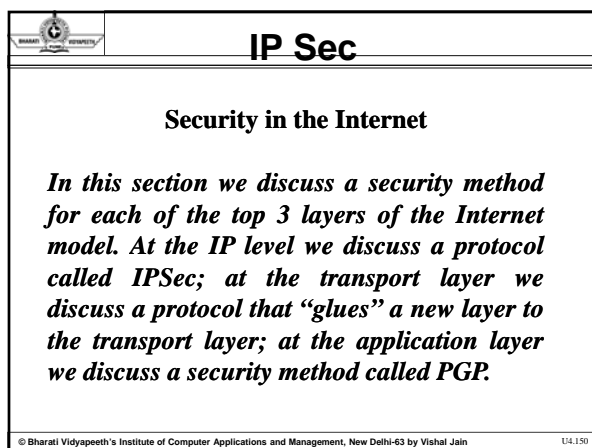 BHARATI VIDYAPEETH
PUNE
IP Sec
Security in the Internet
In this section we discuss a security method
for each of the top 3 layers of the Internet
model. At the IP level we discuss a protocol
called IPSec; at the transport layer we
discuss a protocol that “glues” a new layer to
the transport layer; at the application layer
we discuss a security method called PGP.
© Bharati Vidyapeeth's Institute of Computer Applications and Management, New Delhi-63 by Vishal Jain
U4.150